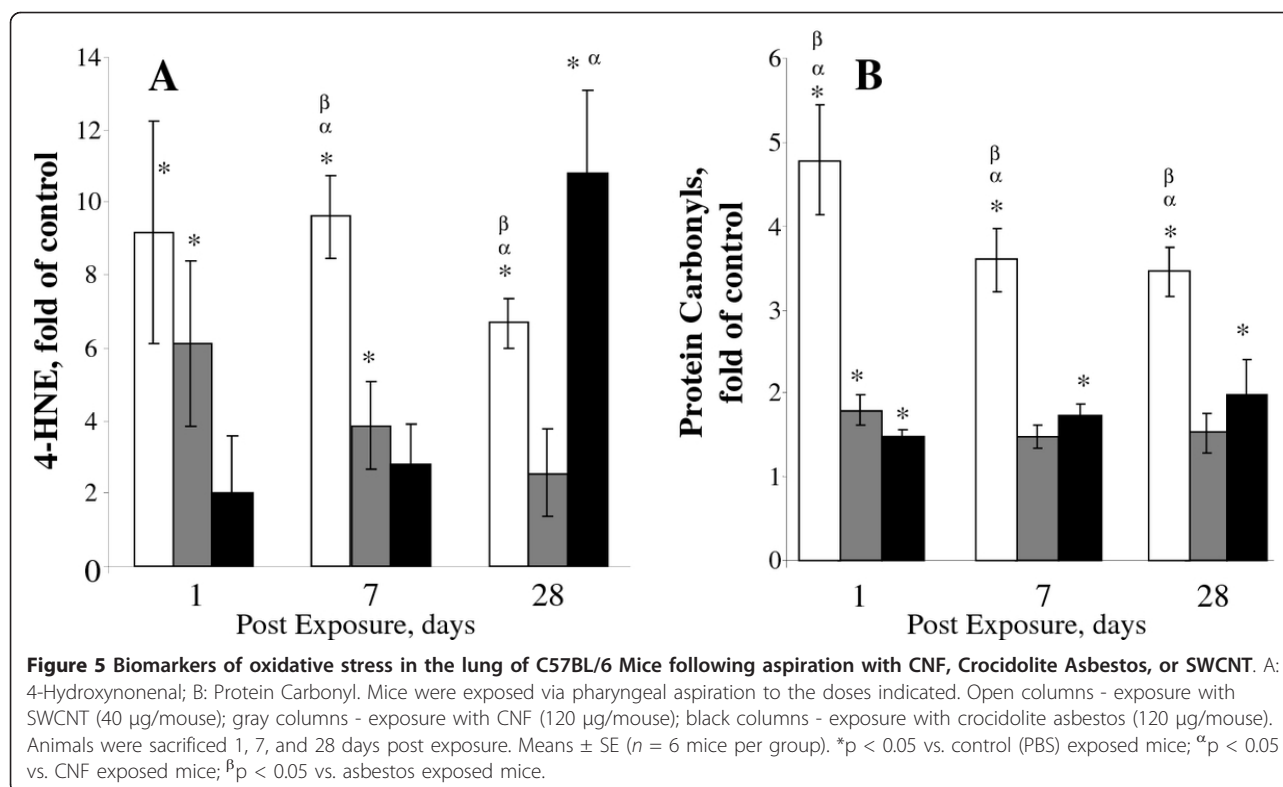 A
4-HNE, fold of control
14
12
10
8
6
4
2
0
*
*
β
α
*
*
β
α
*
* α
1
7
28
Post Exposure, days
B
Protein Carbonyls,
fold of control
6
5
4
3
2
1
0
β
α
*
*
*
β
α
*
*
β
α
*
*
1
7
28
Post Exposure, days
Figure 5 Biomarkers of oxidative stress in the lung of C57BL/6 Mice following aspiration with CNF, Crocidolite Asbestos, or SWCNT. A:
4-Hydroxynonenal; B: Protein Carbonyl. Mice were exposed via pharyngeal aspiration to the doses indicated. Open columns - exposure with
SWCNT (40 μg/mouse); gray columns - exposure with CNF (120 μg/mouse); black columns - exposure with crocidolite asbestos (120 μg/mouse).
Animals were sacrificed 1, 7, and 28 days post exposure. Means ± SE (n = 6 mice per group). *p < 0.05 vs. control (PBS) exposed mice; αp < 0.05
vs. CNF exposed mice; βp < 0.05 vs. asbestos exposed mice.